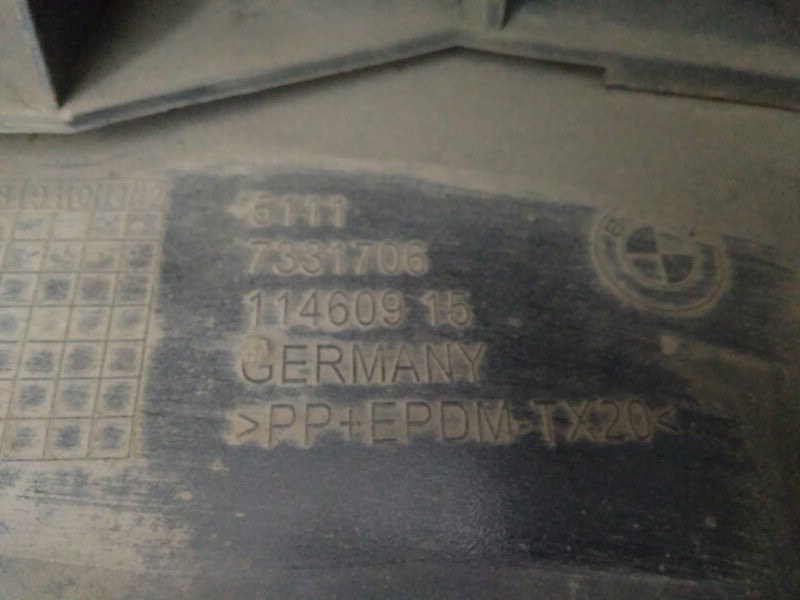 5111
7331706
114609 15
GERMANY
>PP+EPDM-TX20<